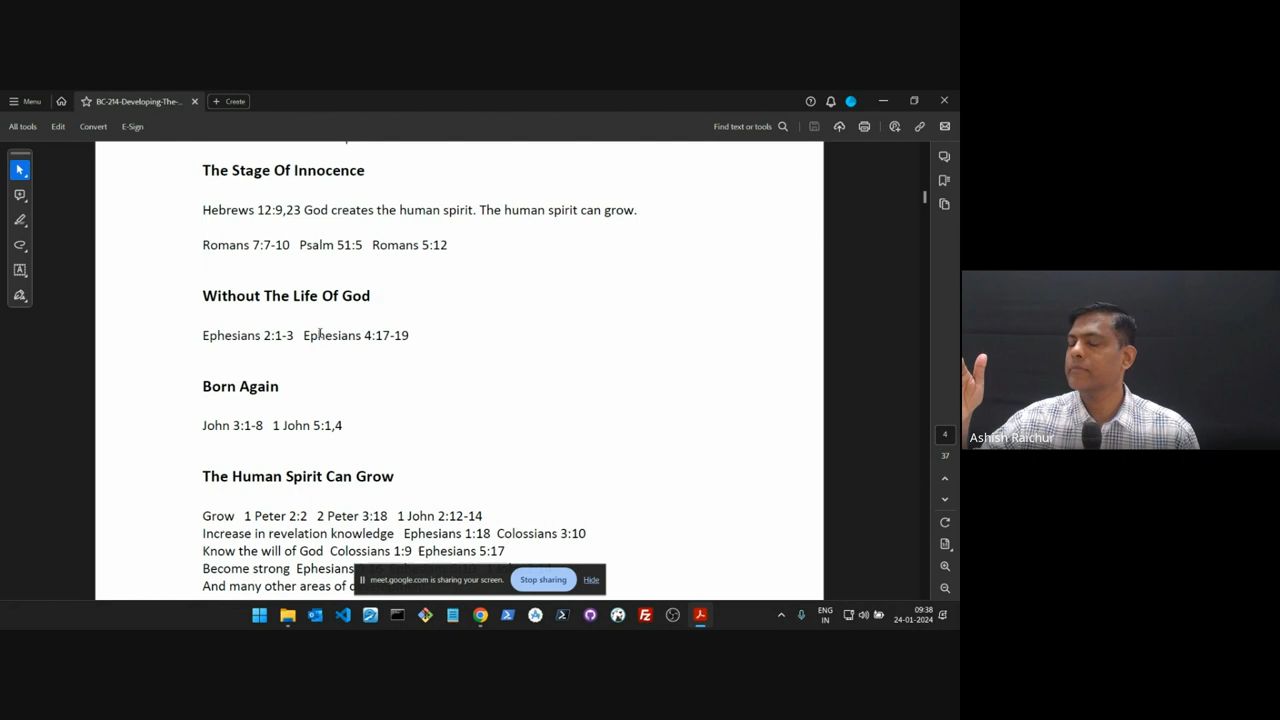 Menu
BC-214-Developing-The-...
Create
All tools
Edit
Convert
E-Sign
Find text or tools
The Stage Of Innocence
Hebrews 12:9,23 God creates the human spirit. The human spirit can grow.
Romans 7:7-10 Psalm 51:5 Romans 5:12
Without The Life Of God
Ephesians 2:1-3 Ephesians 4:17-19
Born Again
John 3:1-8 1 John 5:1,4
The Human Spirit Can Grow
Grow 1 Peter 2:2 2 Peter 3:18 1 John 2:12-14
Increase in revelation knowledge Ephesians 1:18 Colossians 3:10
Know the will of God Colossians 1:9 Ephesians 5:17
Become strong Ephesians
And many other areas of
meet.google.com is sharing your screen.
Stop sharing
Hide
4
37
Ashish Raichur
ENG
IN
09:38
24-01-2024